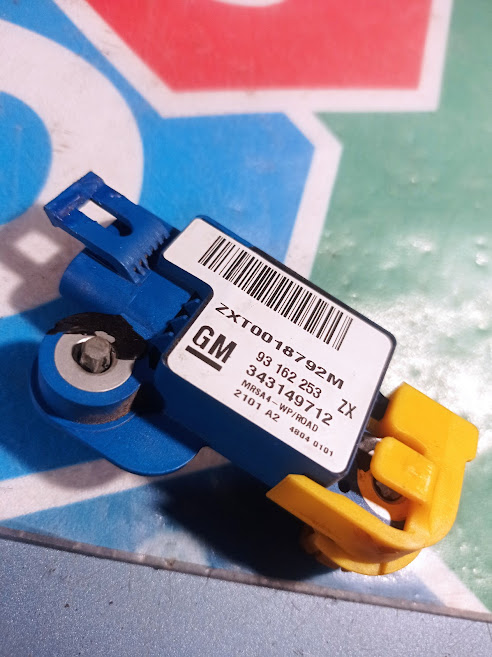 ZXT0018792M
GM
93 162 253 ZX
343149712
MRSA4-WP/ROAD
2101 A2 4804 0101